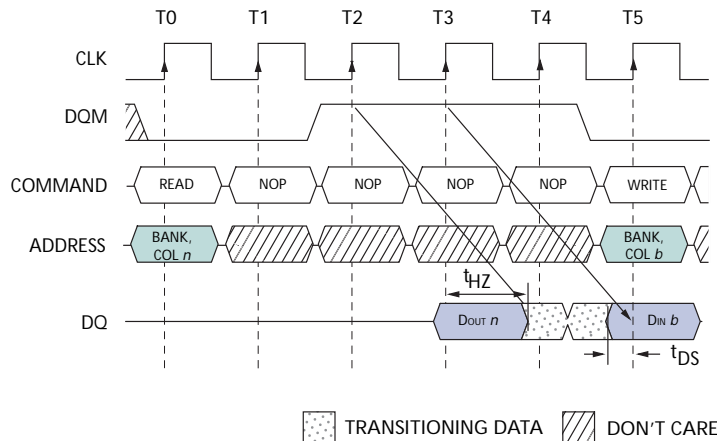 T0 T1 T2 T3 T4 T5
CLK
DQM
COMMAND READ NOP NOP NOP NOP WRITE
ADDRESS BANK, COL n BANK, COL b
tHZ
DQ DOUT n DIN b
tDS
TRANSITIONING DATA DON'T CARE